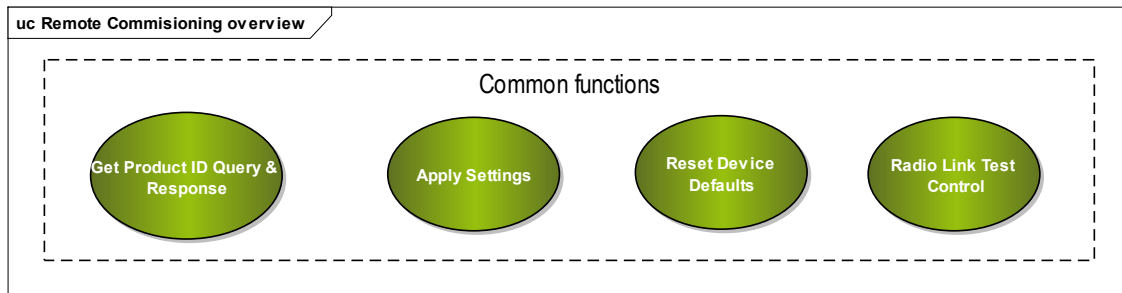 uc Remote Commisioning overview
Common functions
Get Product ID Query &
Response
Apply Settings
Reset Device
Defaults
Radio Link Test
Control